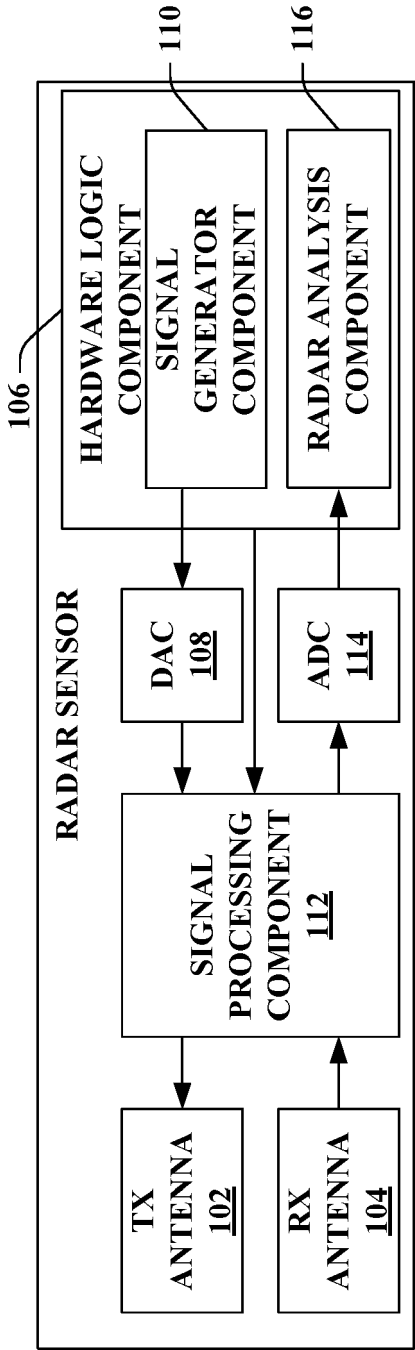 RADAR SENSOR
TX
ANTENNA
102
RX
ANTENNA
104
SIGNAL
PROCESSING
COMPONENT
112
DAC
108
ADC
114
106
HARDWARE LOGIC
COMPONENT
SIGNAL
GENERATOR
COMPONENT
110
RADAR ANALYSIS
COMPONENT
116